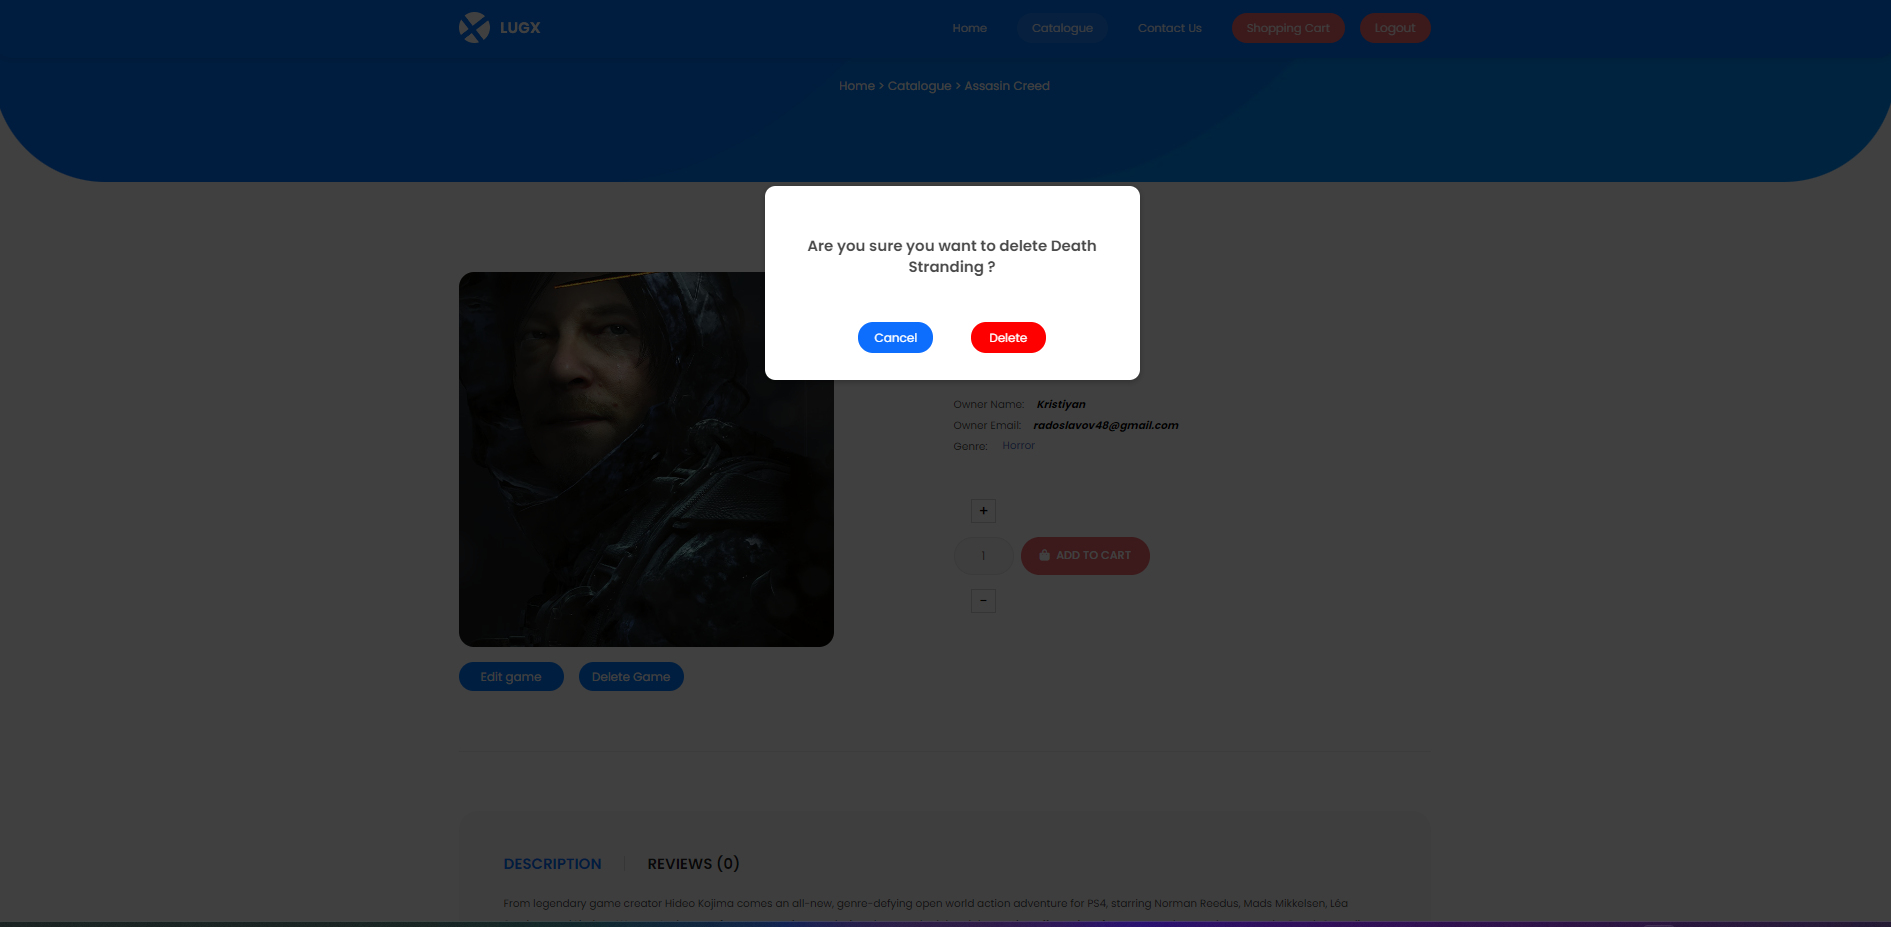 LUGX
Home
Catalogue
Contact Us
Shopping Cart
Logout
Home > Catalogue > Assasin Creed
Are you sure you want to delete Death
Stranding ?
Cancel
Delete
Owner Name: Kristiyan
Owner Email: radoslavov48@gmail.com
Genre: Horror
+
1
ADD TO CART
-
Edit game
Delete Game
DESCRIPTION
REVIEWS (0)
From legendary game creator Hideo Kojima comes an all-new, genre-defying open world action adventure for PS4, starring Norman Reedus, Mads Mikkelsen, Léa